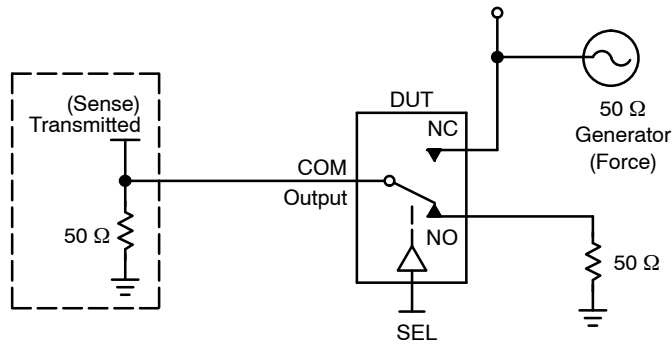 (Sense)
Transmitted
50 Ω
COM
Output
DUT
NC
NO
SEL
50 Ω
Generator
(Force)
50 Ω